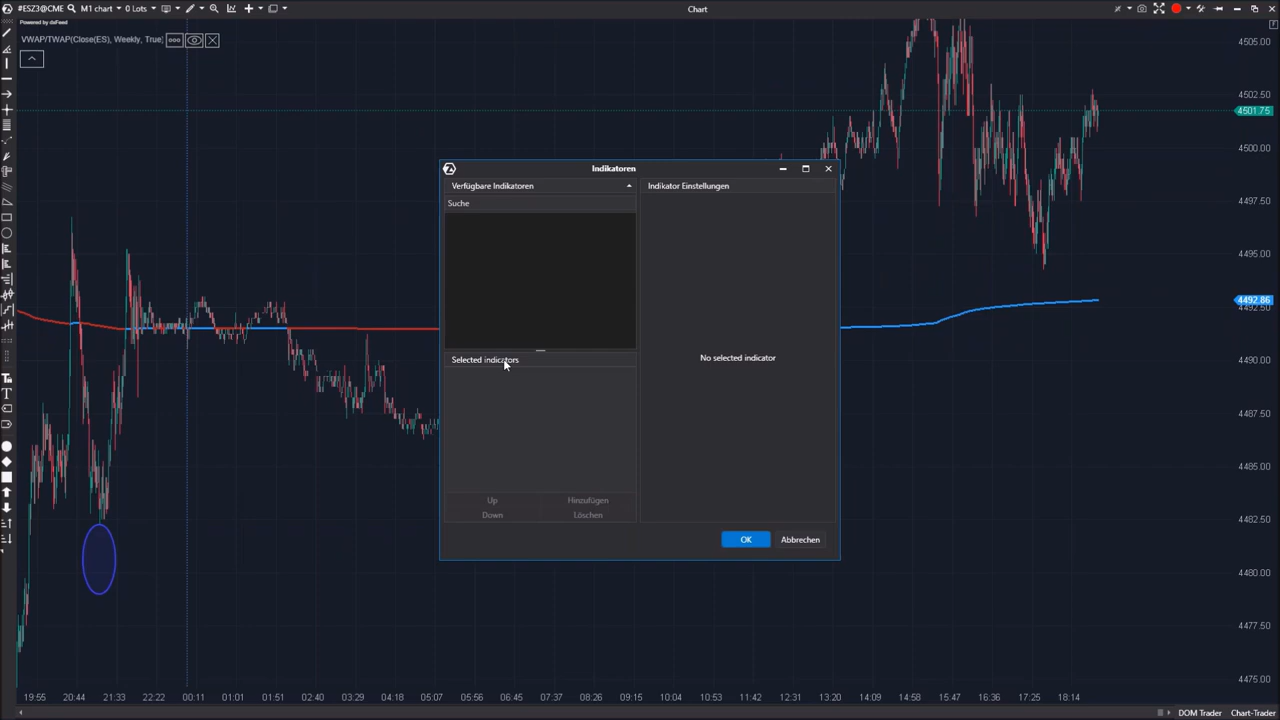 #ESZ3@CME M1 chart 0 Lots Chart
Powered by dxFeed
VWAP/TWAP(Close(ES), Weekly, True,
4505.00
4502.50
4501.75
4500.00
4497.50
4495.00
4492.86
4492.50
4490.00
4487.50
4485.00
4482.50
4480.00
4477.50
4475.00
Indikatoren
Verfügbare Indikatoren
Suche
Selected indicators
Up Hinzufügen
Down Löschen
Indikator Einstellungen
No selected indicator
OK Abbrechen
19:55 20:44 21:33 22:22 00:11 01:01 01:51 02:40 03:29 04:18 05:07 05:56 06:45 07:37 08:26 09:15 10:04 10:53 11:42 12:31 13:20 14:09 14:58 15:47 16:36 17:25 18:14
DOM Trader Chart-Trader